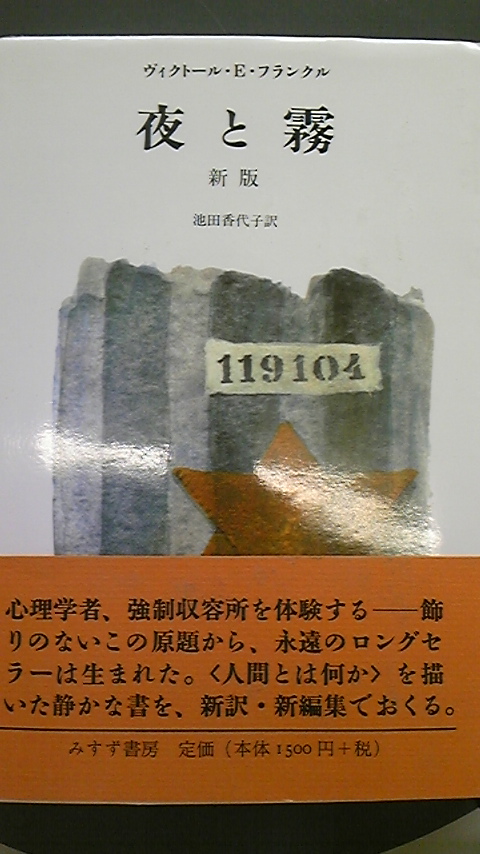 ヴィクトール・E・フランクル
夜と霧
新版
池田香代子訳
119104
心理学者、強制収容所を体験する――飾
りのないこの原題から、永遠のロングセ
ラーは生まれた。〈人間とは何か〉を描
いた静かな書を、新訳・新編集でおくる。
みすず書房 定価（本体1500円＋税）